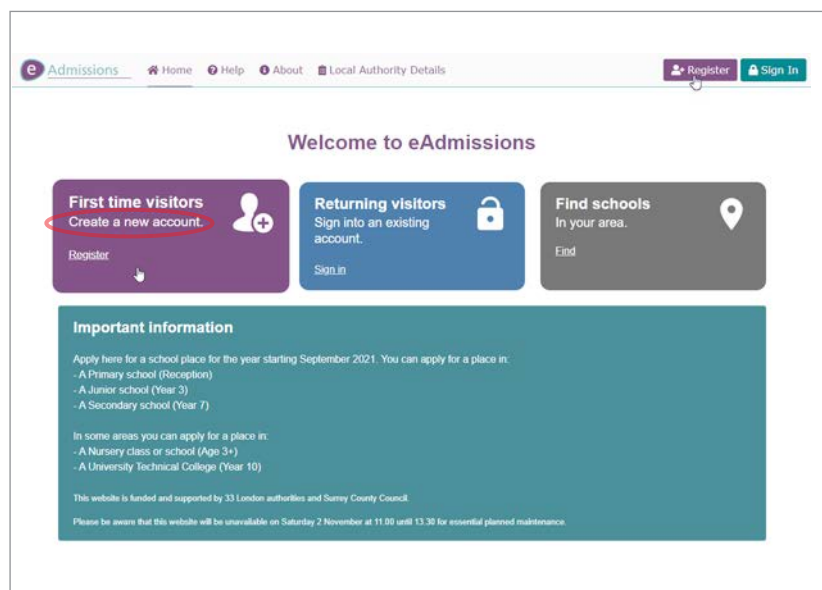 e Admissions Home Help About Local Authority Details Register Sign In
Welcome to eAdmissions
First time visitors
Create a new account.
Register
Returning visitors
Sign into an existing
account.
Sign in
Find schools
In your area.
Find
Important information
Apply here for a school place for the year starting September 2021. You can apply for a place in:
- A Primary school (Reception)
- A Junior school (Year 3)
- A Secondary school (Year 7)
In some areas you can apply for a place in:
- A Nursery class or school (Age 3+)
- A University Technical College (Year 10)
This website is funded and supported by 33 London authorities and Surrey County Council.
Please be aware that this website will be unavailable on Saturday 2 November at 11.00 until 13.30 for essential planned maintenance.